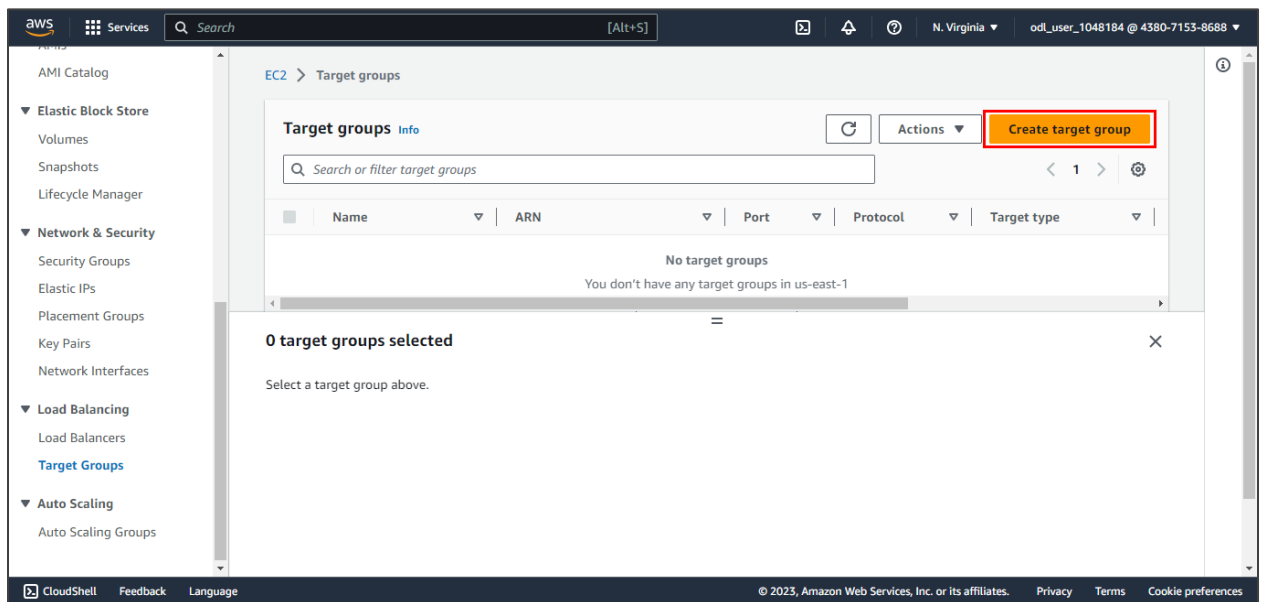 aws
Services
Search
[Alt+S]
N. Virginia
odl_user_1048184 @ 4380-7153-8688
AMIs
AMI Catalog
Elastic Block Store
Volumes
Snapshots
Lifecycle Manager
Network & Security
Security Groups
Elastic IPs
Placement Groups
Key Pairs
Network Interfaces
Load Balancing
Load Balancers
Target Groups
Auto Scaling
Auto Scaling Groups
EC2 > Target groups
Target groups Info
Actions
Create target group
Search or filter target groups
1
Name ARN Port Protocol Target type
No target groups
You don't have any target groups in us-east-1
0 target groups selected
Select a target group above.
CloudShell Feedback Language
© 2023, Amazon Web Services, Inc. or its affiliates. Privacy Terms Cookie preferences